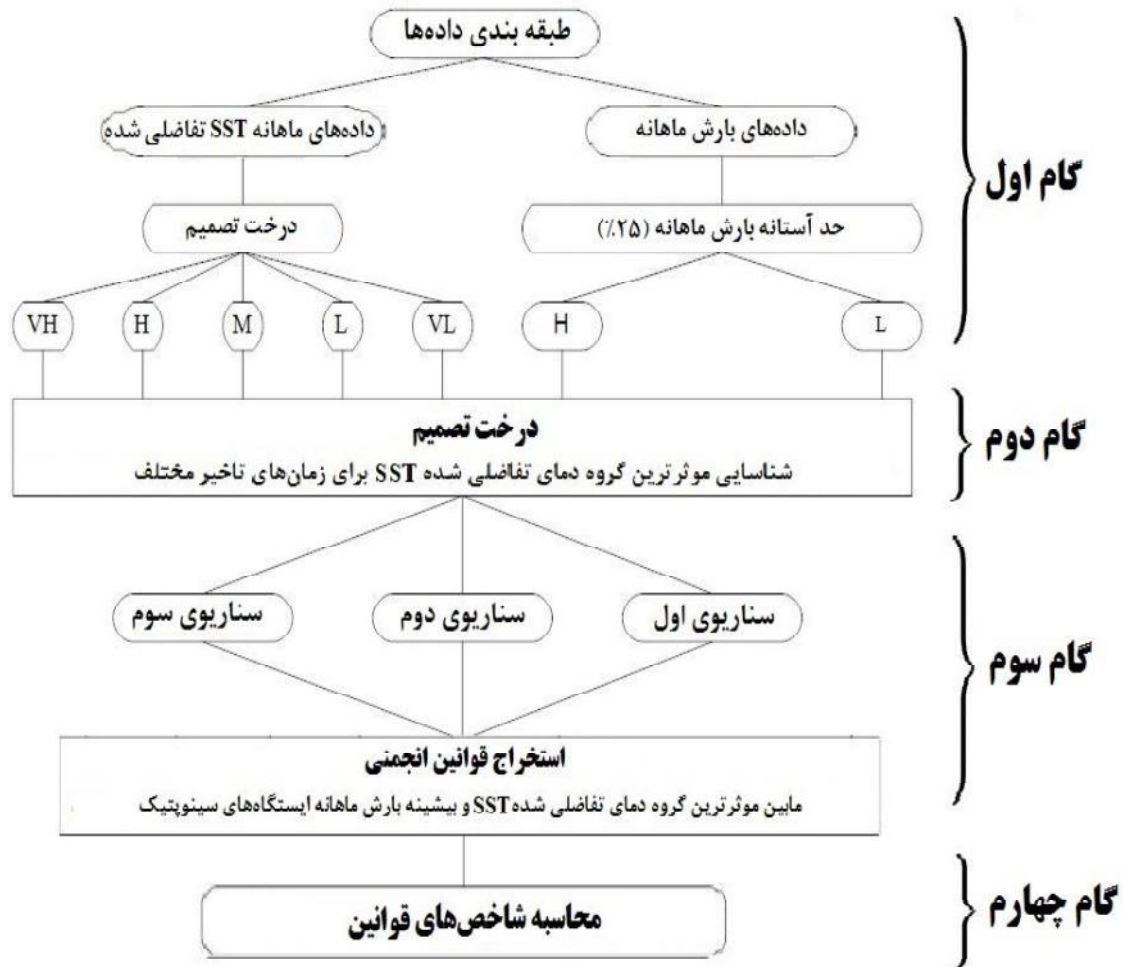 طبقه بندی داده‌ها
داده‌های بارش ماهانه
داده‌های ماهانه SST تفاضلی شده
گام اول
حد آستانه بارش ماهانه (۲۵٪)
درخت تصمیم
L
H
VL
L
M
H
VH
گام دوم
درخت تصمیم
شناسایی موثرترین گروه دمای تفاضلی شده SST برای زمان‌های تاخیر مختلف
سناریوی اول
سناریوی دوم
سناریوی سوم
گام سوم
استخراج قوانین انجمنی
مابین موثرترین گروه دمای تفاضلی شده SST و بیشینه بارش ماهانه ایستگاه‌های سینوپتیک
گام چهارم
محاسبه شاخص‌های قوانین